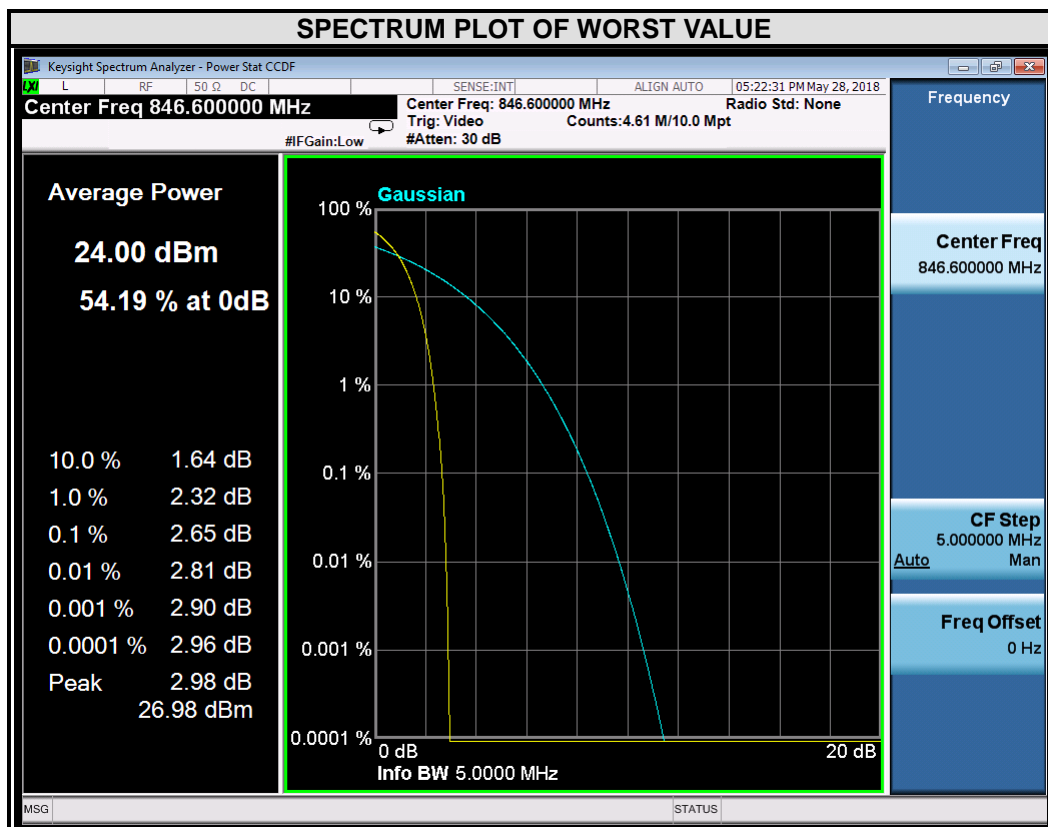 SPECTRUM PLOT OF WORST VALUE
Keysight Spectrum Analyzer - Power Stat CCDF
LXI L RF 50 Ω DC SENSE:INT ALIGN AUTO 05:22:31 PM May 28, 2018
Center Freq 846.600000 MHz
#IFGain:Low
Center Freq: 846.600000 MHz Radio Std: None
Trig: Video Counts:4.61 M/10.0 Mpt
#Atten: 30 dB
Average Power
24.00 dBm
54.19 % at 0dB
10.0 % 1.64 dB
1.0 % 2.32 dB
0.1 % 2.65 dB
0.01 % 2.81 dB
0.001 % 2.90 dB
0.0001 % 2.96 dB
Peak 2.98 dB
26.98 dBm
Gaussian
100 %
10 %
1 %
0.1 %
0.01 %
0.001 %
0.0001 %
0 dB 20 dB
Info BW 5.0000 MHz
Frequency
Center Freq
846.600000 MHz
CF Step
5.000000 MHz
Auto Man
Freq Offset
0 Hz
MSG STATUS